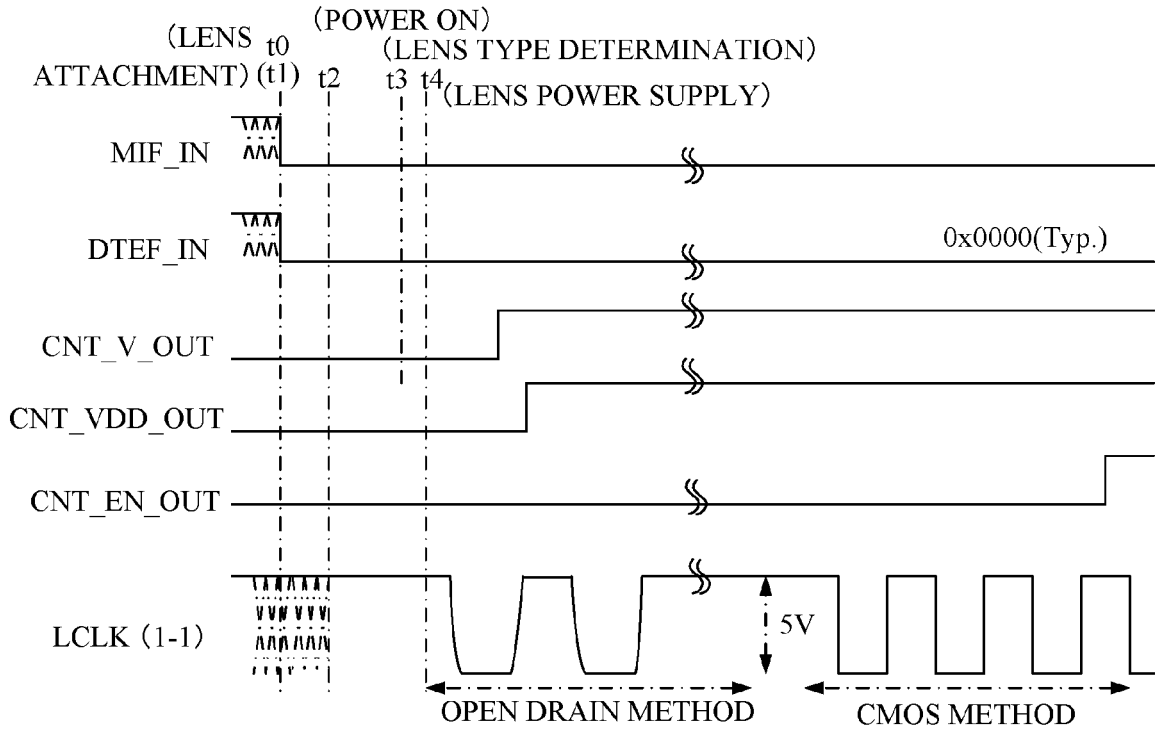 (POWER ON)
(LENS t0 (LENS TYPE DETERMINATION)
ATTACHMENT) (t1) t2 t3 t4
(LENS POWER SUPPLY)
MIF_IN
DTEF_IN
0x0000(Typ.)
CNT_V_OUT
CNT_VDD_OUT
CNT_EN_OUT
LCLK (1-1)
5V
OPEN DRAIN METHOD
CMOS METHOD